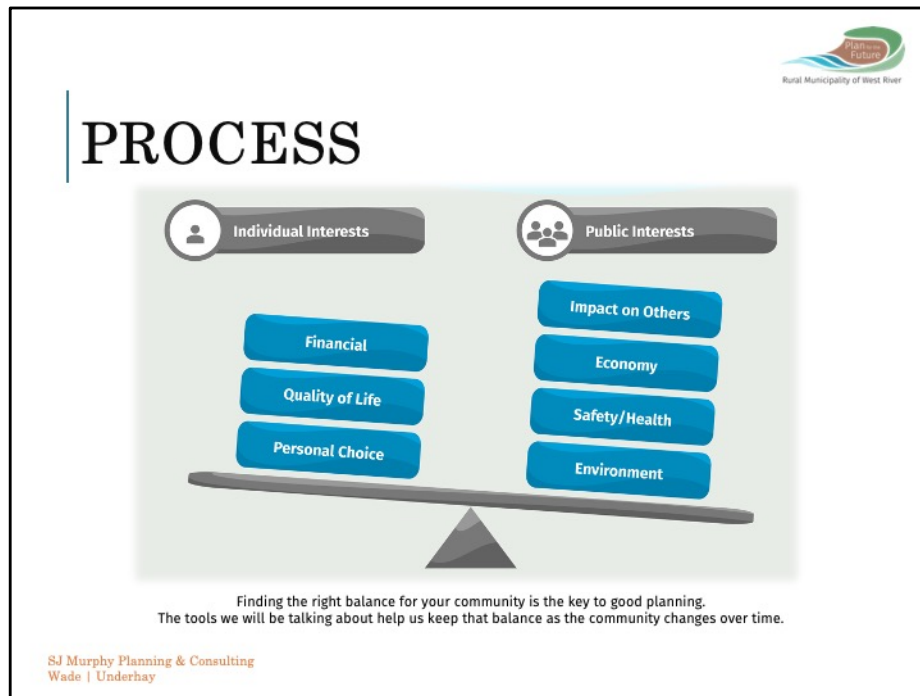 Plan for the
Future
Rural Municipality of West River
PROCESS
Individual Interests
Public Interests
Financial
Quality of Life
Personal Choice
Impact on Others
Economy
Safety/Health
Environment
Finding the right balance for your community is the key to good planning.
The tools we will be talking about help us keep that balance as the community changes over time.
SJ Murphy Planning & Consulting
Wade | Underhay